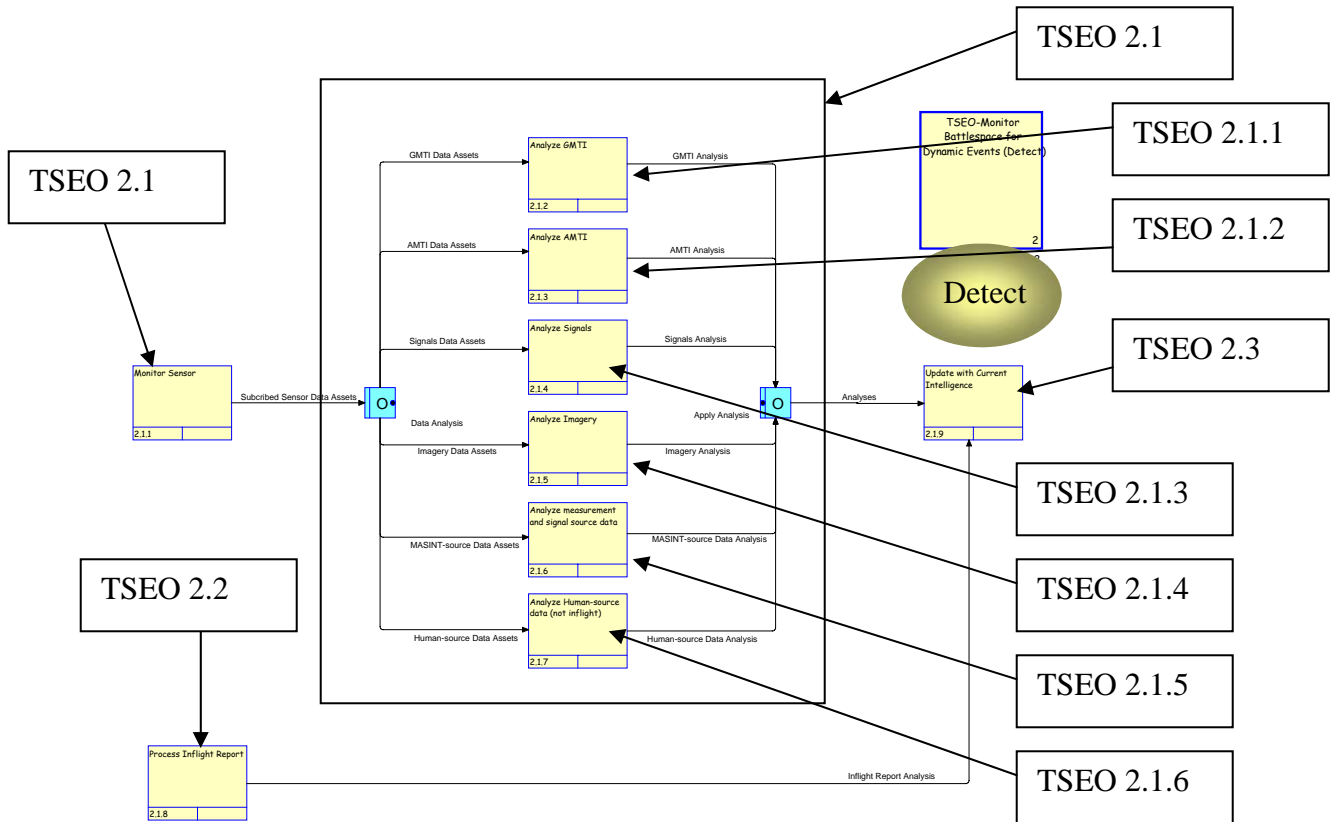 TSEO 2.1
TSEO-Monitor
Battlespace for
Dynamic Events (Detect)
2
TSEO 2.1.1
GMTI Data Assets
Analyze GMTI
2,1,2
GMTI Analysis
TSEO 2.1
TSEO 2.1.2
AMTI Data Assets
Analyze AMTI
2,1,3
AMTI Analysis
Detect
Signals Data Assets
Analyze Signals
2,1,4
Signals Analysis
TSEO 2.3
Monitor Sensor
2,1,1
Subcribed Sensor Data Assets
O
O
Analyses
Update with Current
Intelligence
2,1,9
Data Analysis
Imagery Data Assets
Analyze Imagery
2,1,5
Apply Analysis
Imagery Analysis
TSEO 2.1.3
MASINT-source Data Assets
Analyze measurement
and signal source data
2,1,6
MASINT-source Data Analysis
TSEO 2.1.4
TSEO 2.2
Human-source Data Assets
Analyze Human-source
data (not inflight)
2,1,7
Human-source Data Analysis
TSEO 2.1.5
Process Inflight Report
2,1,8
Inflight Report Analysis
TSEO 2.1.6